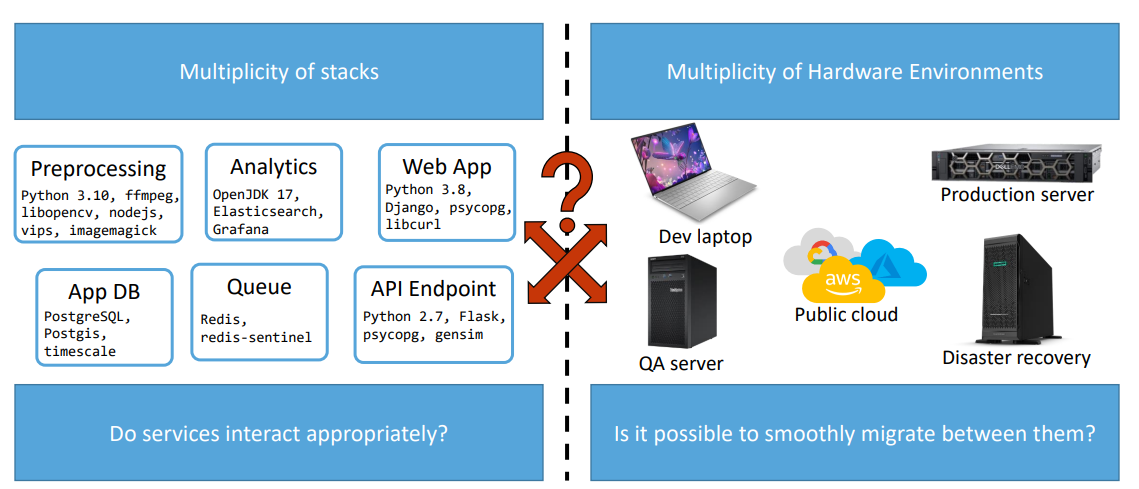 Multiplicity of stacks
Multiplicity of Hardware Environments
Preprocessing
Python 3.10, ffmpeg,
libopencv, nodejs,
vips, imagemagick
Analytics
OpenJDK 17,
Elasticsearch,
Grafana
Web App
Python 3.8,
Django, psycopg,
libcurl
App DB
PostgreSQL,
Postgis,
timescale
Queue
Redis,
redis-sentinel
API Endpoint
Python 2.7, Flask,
psycopg, gensim
?
Dev laptop
DELL
Production server
QA server
aws
Public cloud
Disaster recovery
Do services interact appropriately?
Is it possible to smoothly migrate between them?